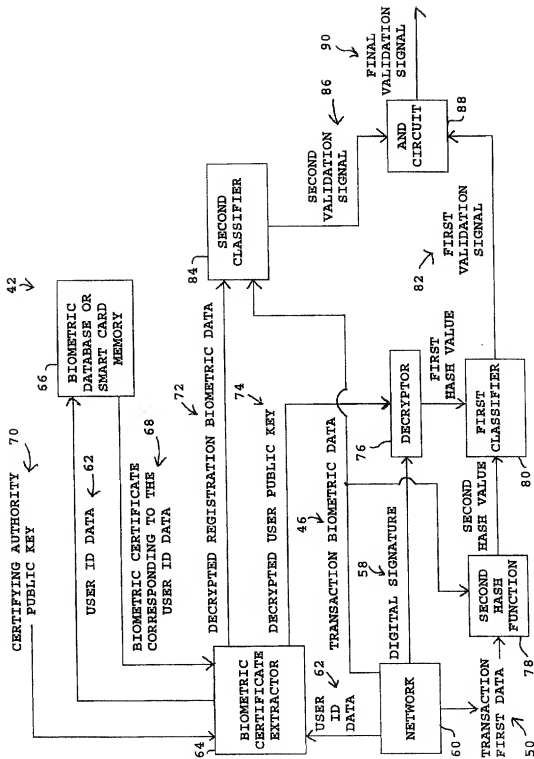 42
CERTIFYING AUTHORITY
PUBLIC KEY
70
66
BIOMETRIC
DATABASE OR
SMART CARD
MEMORY
USER ID DATA
62
BIOMETRIC CERTIFICATE
CORRESPONDING TO THE
USER ID DATA
68
64
BIOMETRIC
CERTIFICATE
EXTRACTOR
DECRYPTED REGISTRATION BIOMETRIC DATA
72
DECRYPTED USER PUBLIC KEY
74
84
SECOND
CLASSIFIER
SECOND
VALIDATION
SIGNAL
86
FINAL
VALIDATION
SIGNAL
90
AND
CIRCUIT
88
USER
ID
DATA
62
TRANSACTION BIOMETRIC DATA
46
DIGITAL SIGNATURE
58
76
DECRYPTOR
FIRST
HASH VALUE
FIRST
VALIDATION
SIGNAL
82
60
NETWORK
TRANSACTION
FIRST DATA
50
SECOND
HASH
FUNCTION
78
SECOND
HASH VALUE
FIRST
CLASSIFIER
80